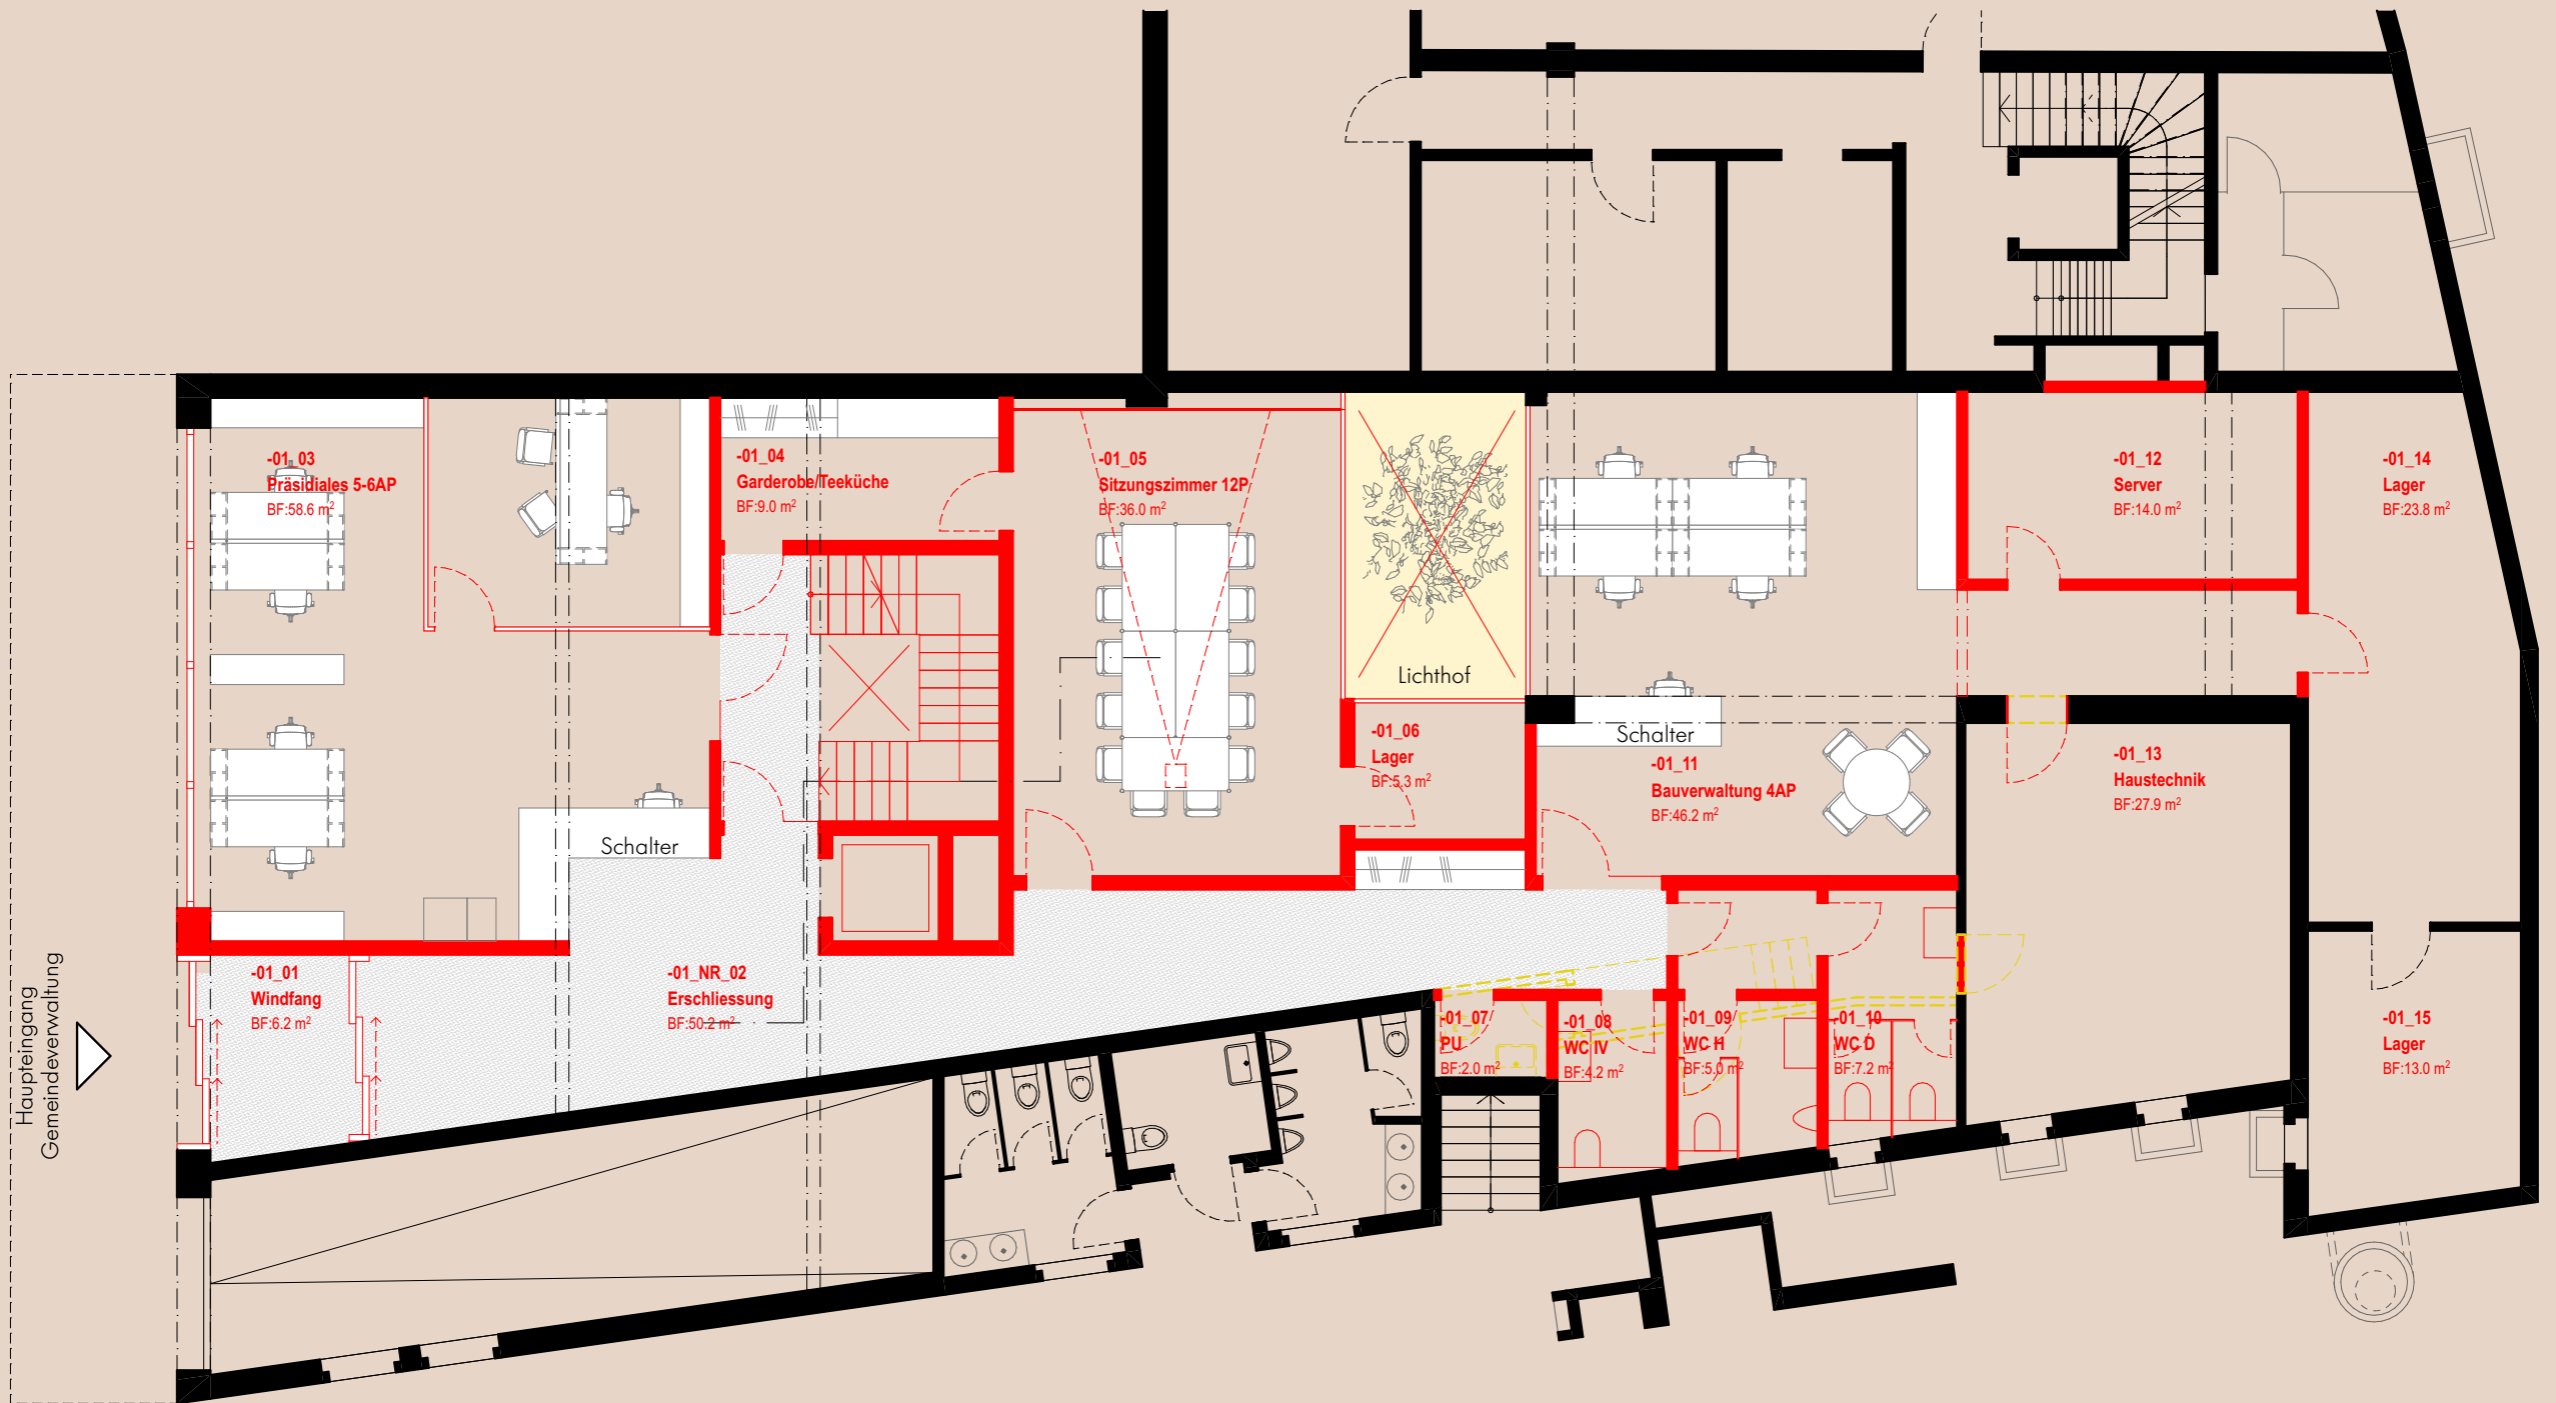 -01_03
Präsidiales 5-6AP
BF:58.6 m²
-01_04
Garderobe/Teeküche
BF:9.0 m²
-01_05
Sitzungszimmer 12P
BF:36.0 m²
-01_12
Server
BF:14.0 m²
-01_14
Lager
BF:23.8 m²
Lichthof
-01_06
Lager
BF:5.3 m²
Schalter
-01_11
Bauverwaltung 4AP
BF:46.2 m²
-01_13
Haustechnik
BF:27.9 m²
Schalter
Haupteingang
Gemeindeverwaltung
-01_01
Windfang
BF:6.2 m²
-01_NR_02
Erschliessung
BF:50.2 m²
-01_07
PU
BF:2.0 m²
-01_08
WC IV
BF:4.2 m²
-01_09
WC H
BF:5.0 m²
-01_10
WC D
BF:7.2 m²
-01_15
Lager
BF:13.0 m²